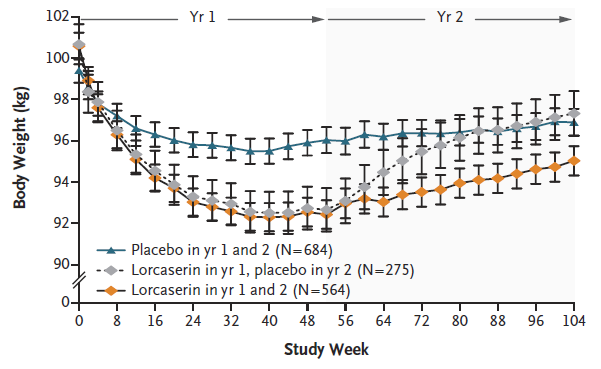 Yr 1 Yr 2
102
100
98
96
94
92
90
0
Body Weight (kg)
Placebo in yr 1 and 2 (N=684)
Lorcaserin in yr 1, placebo in yr 2 (N=275)
Lorcaserin in yr 1 and 2 (N=564)
0 8 16 24 32 40 48 56 64 72 80 88 96 104
Study Week